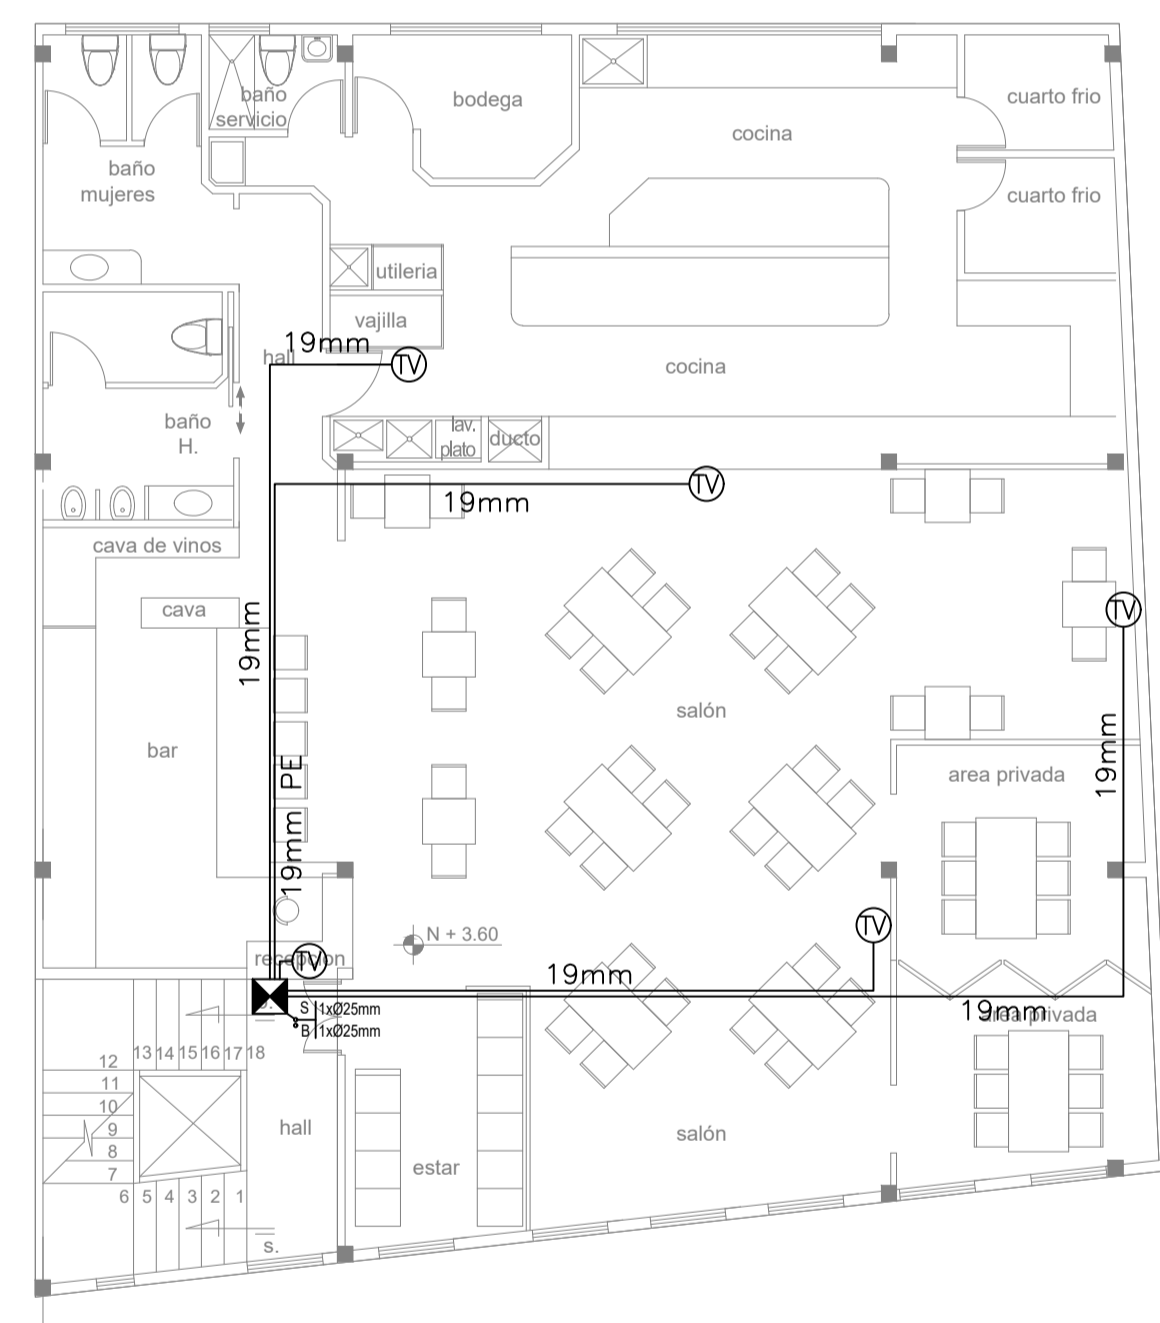 baño
servicio
bodega
cocina
cuarto frio
baño
mujeres
cuarto frio
utileria
vajilla
19mm
hall
TV
cocina
baño
H.
lav.
plato
ducto
TV
19mm
cava de vinos
cava
TV
19mm
salón
bar
area privada
19mm
PE
19mm
TV
N + 3.60
recepcion
TV
19mm
S 1xØ25mm
B 1xØ25mm
19mm
area privada
12
13 14 15 16 17 18
11
10
9
8
7
6 5 4 3 2 1
hall
salón
estar
s.